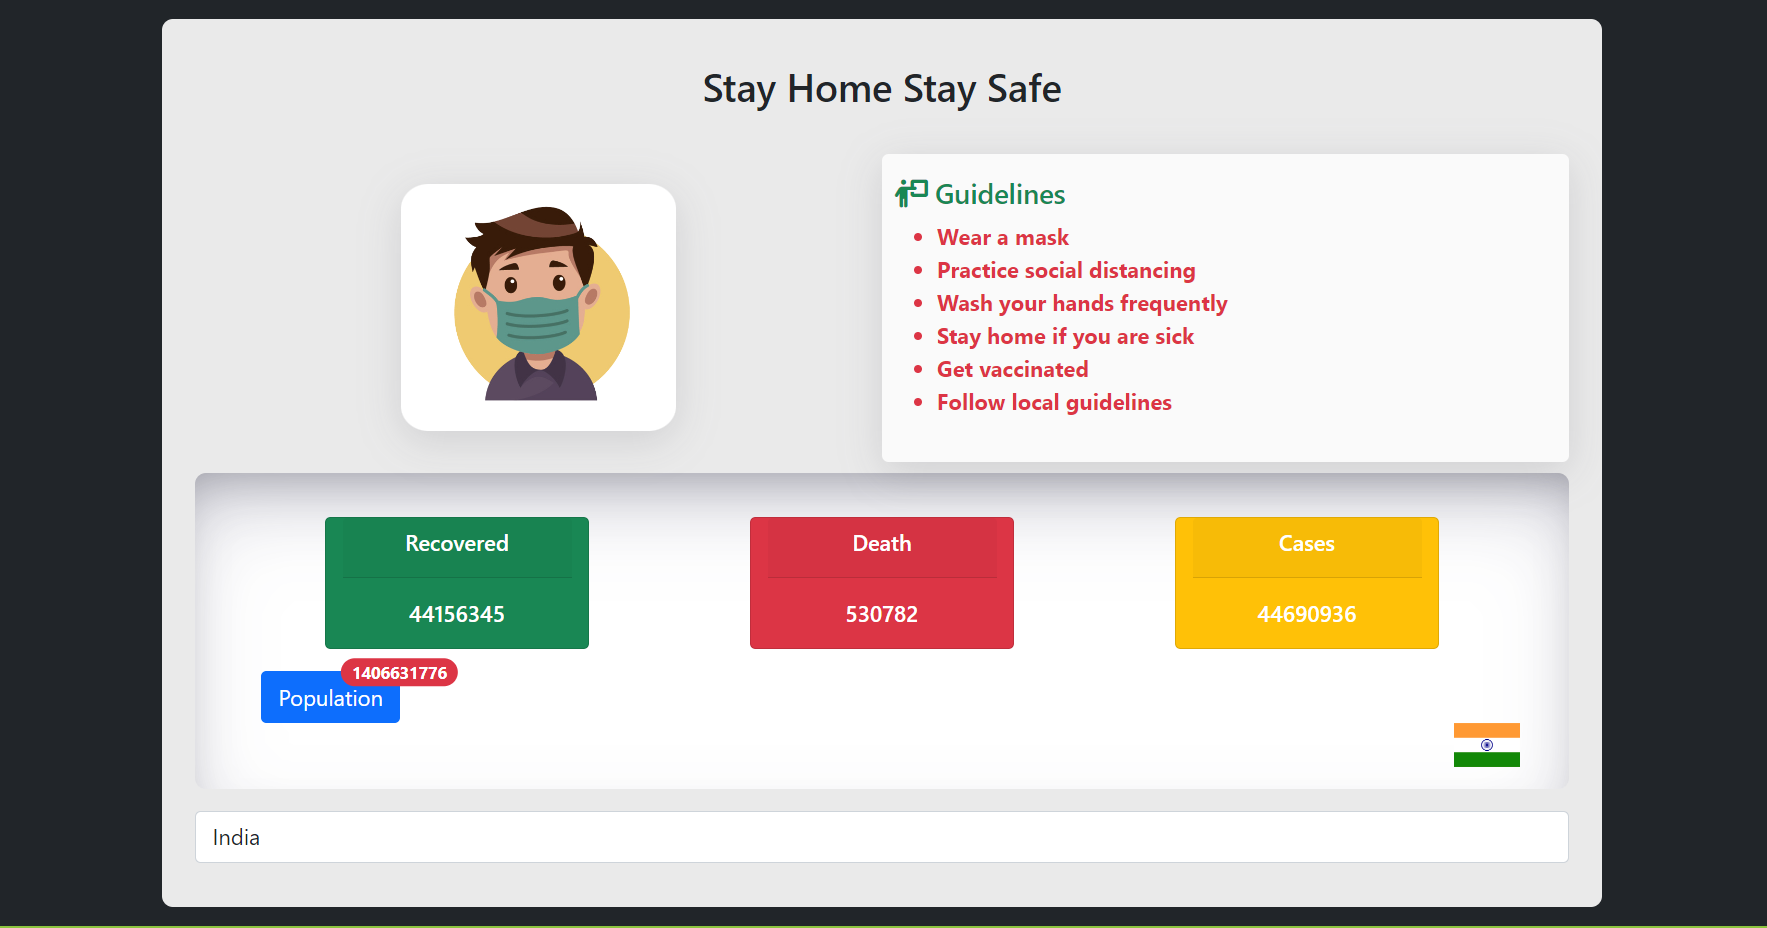 Stay Home Stay Safe
Guidelines
Wear a mask
Practice social distancing
Wash your hands frequently
Stay home if you are sick
Get vaccinated
Follow local guidelines
Recovered
44156345
Death
530782
Cases
44690936
1406631776
Population
India